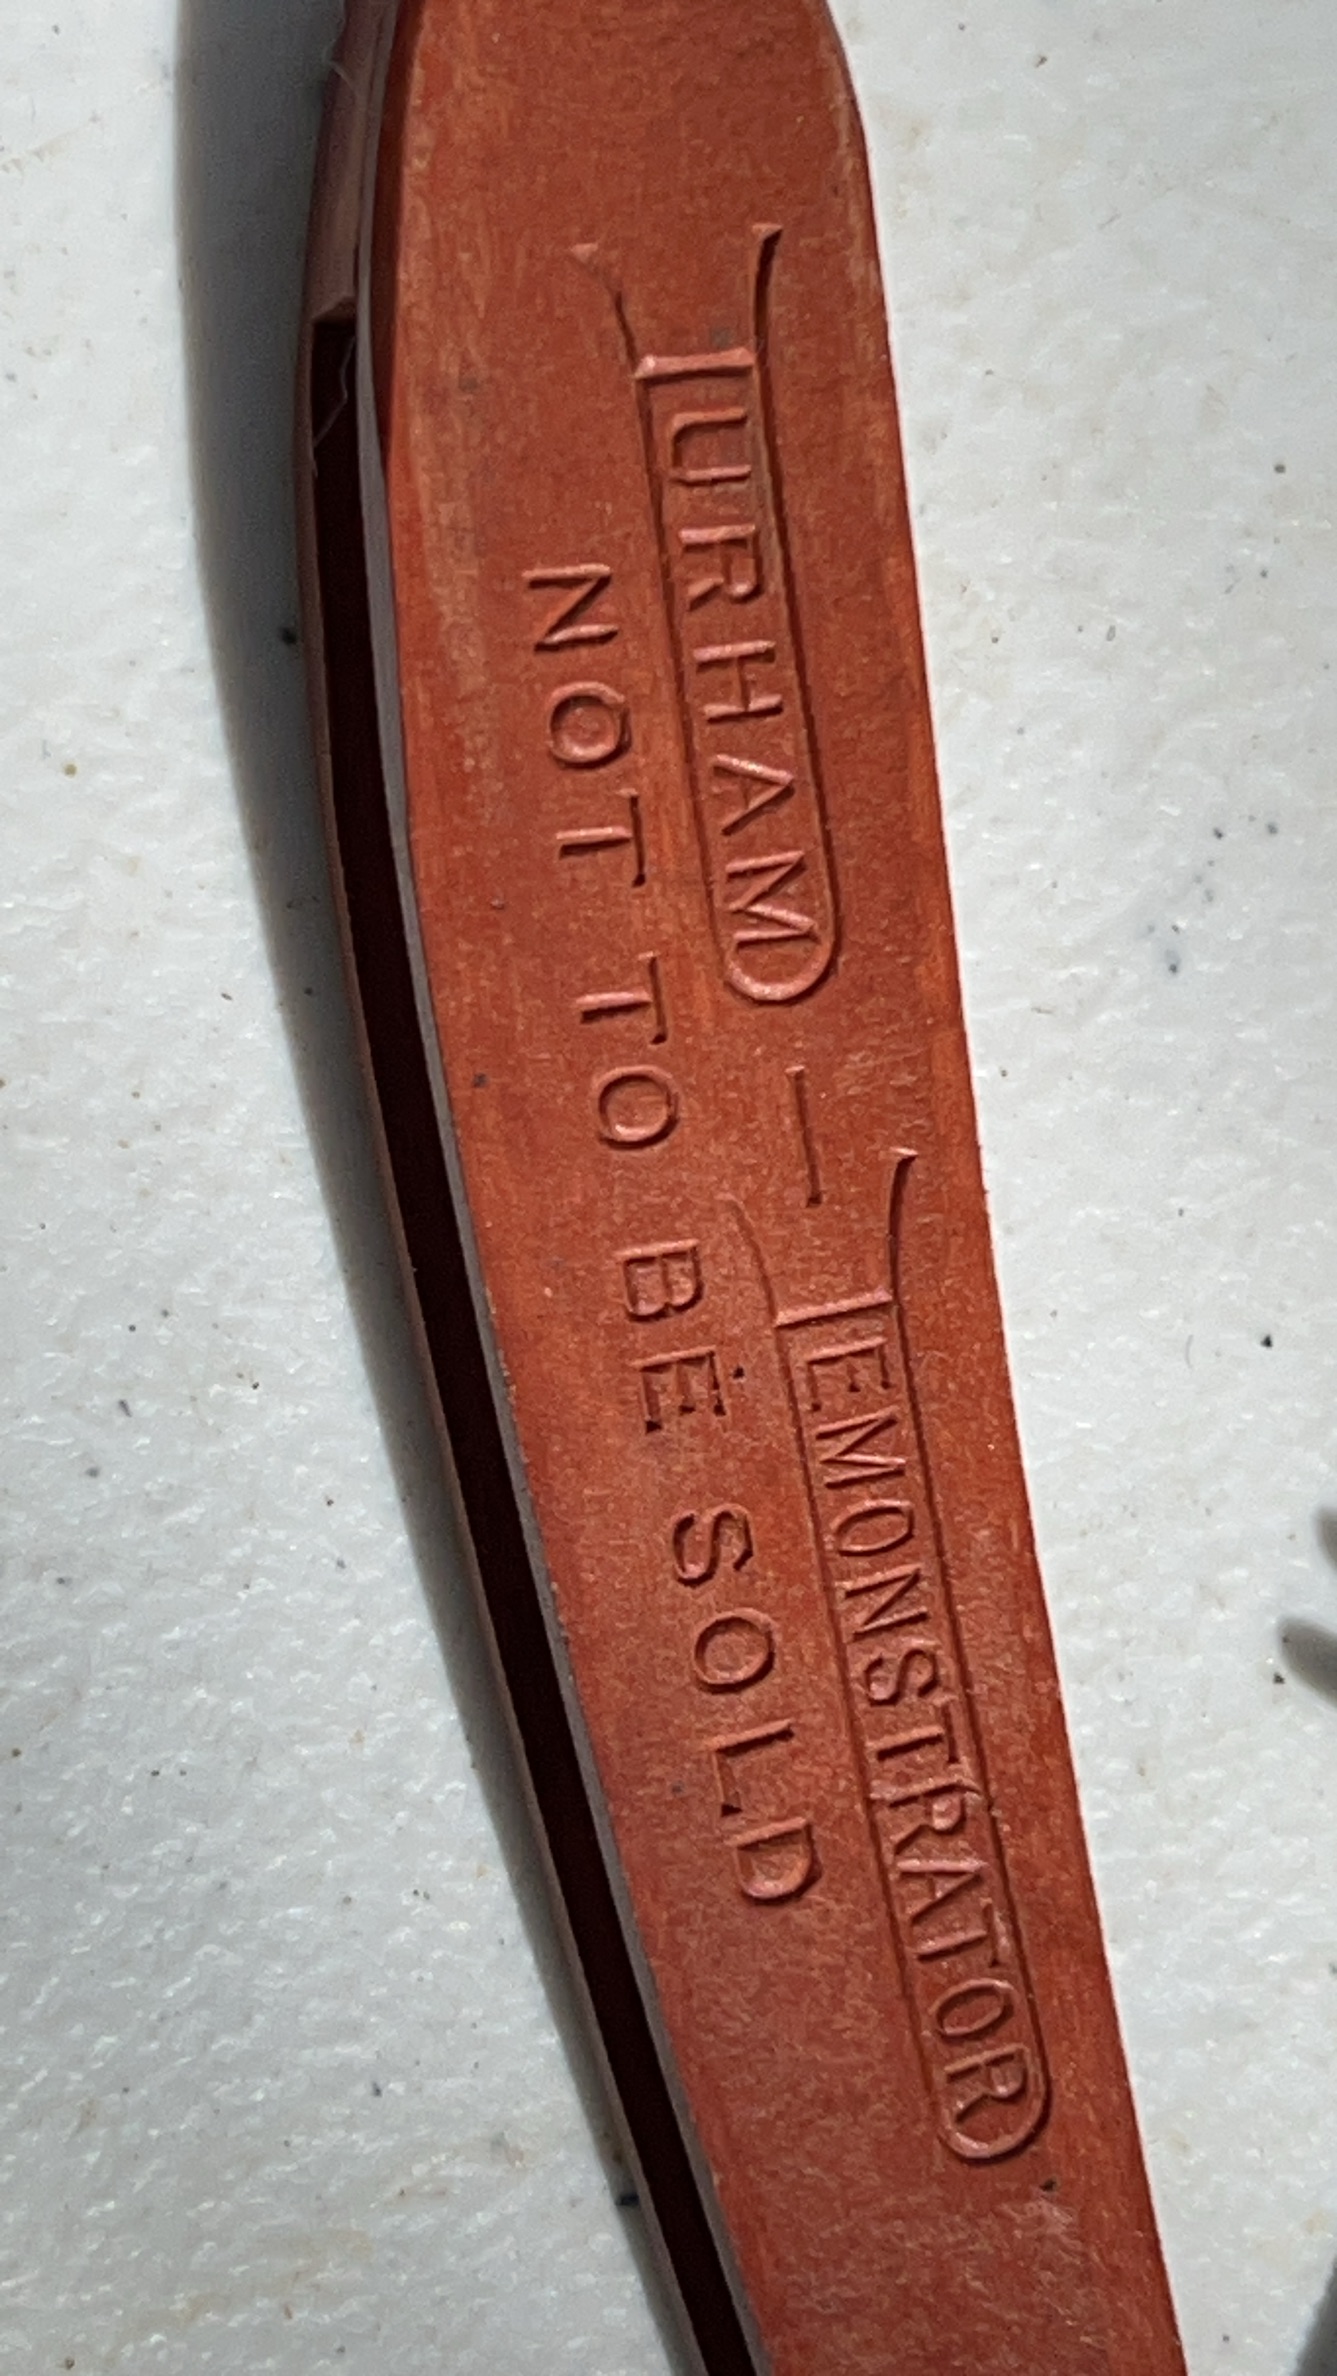 DURHAM – DEMONSTRATOR
NOT TO BE SOLD